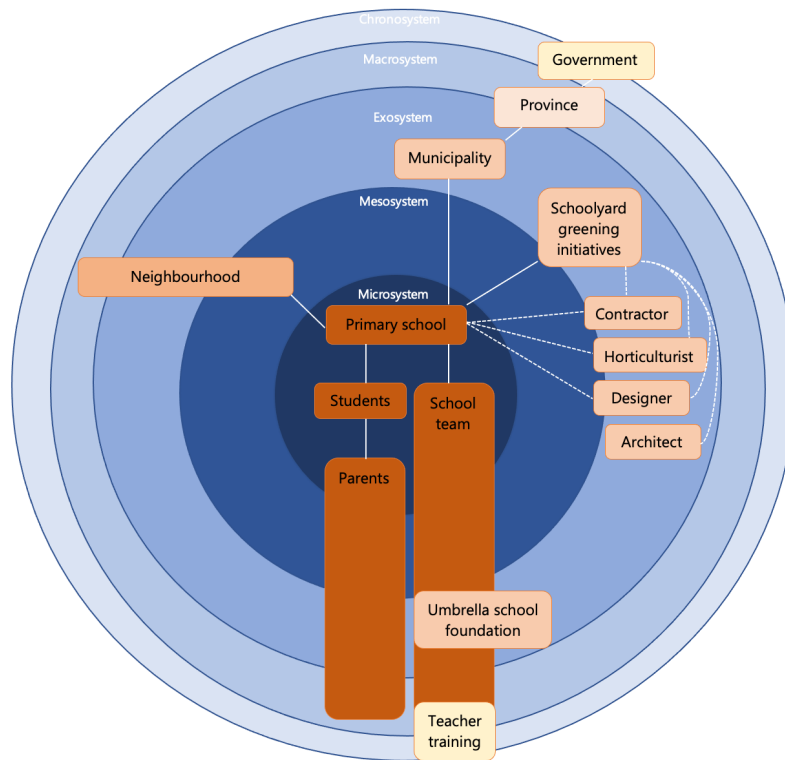 Chronosystem
Macrosystem
Government
Province
Exosystem
Municipality
Mesosystem
Schoolyard
greening
initiatives
Neighbourhood
Microsystem
Contractor
Primary school
Horticulturist
Students
School
team
Designer
Architect
Parents
Umbrella school
foundation
Teacher
training